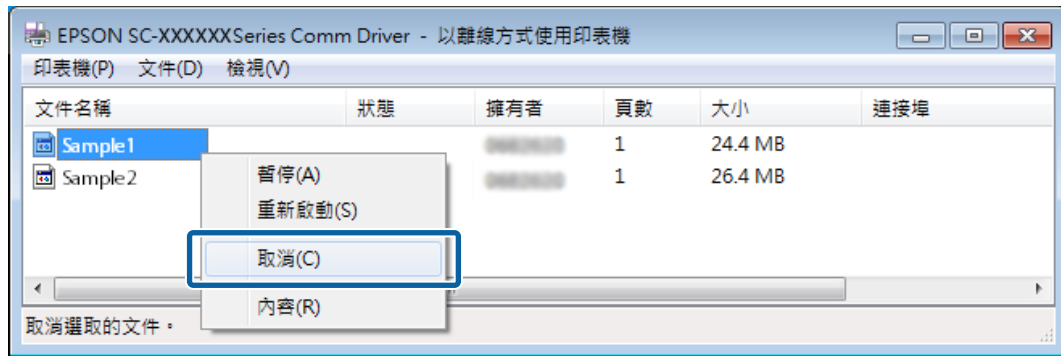 EPSON SC-XXXXXXSeries Comm Driver - 以離線方式使用印表機
印表機(P) 文件(D) 檢視(V)
文件名稱 狀態 擁有者 頁數 大小 連接埠
Sample1 1 24.4 MB
Sample2 1 26.4 MB
暫停(A)
重新啟動(S)
取消(C)
內容(R)
取消選取的文件。